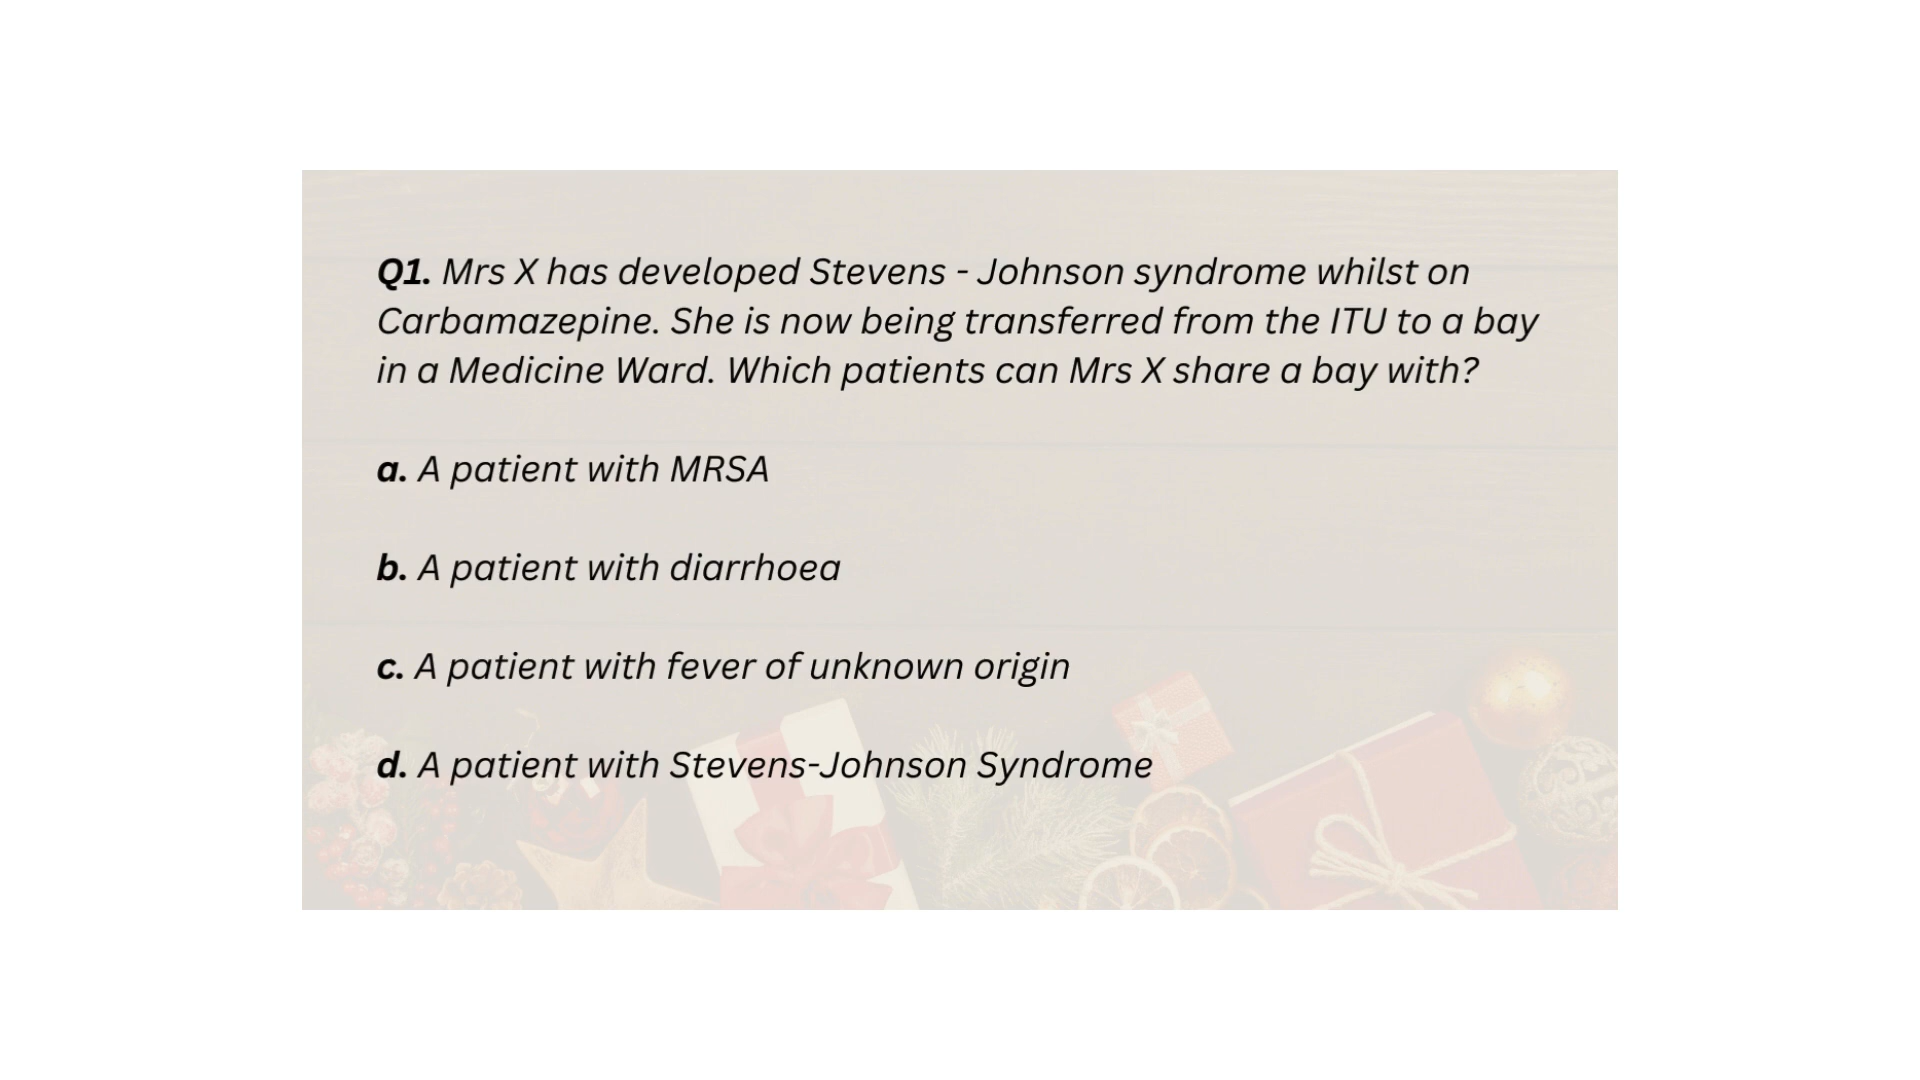 Q1. Mrs X has developed Stevens - Johnson syndrome whilst on
Carbamazepine. She is now being transferred from the ITU to a bay
in a Medicine Ward. Which patients can Mrs X share a bay with?
a. A patient with MRSA
b. A patient with diarrhoea
c. A patient with fever of unknown origin
d. A patient with Stevens-Johnson Syndrome